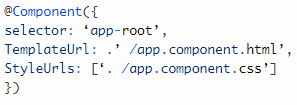 @Component({
selector: ‘app-root’,
TemplateUrl: .’ /app.component.html’,
StyleUrls: [‘. /app.component.css’]
})